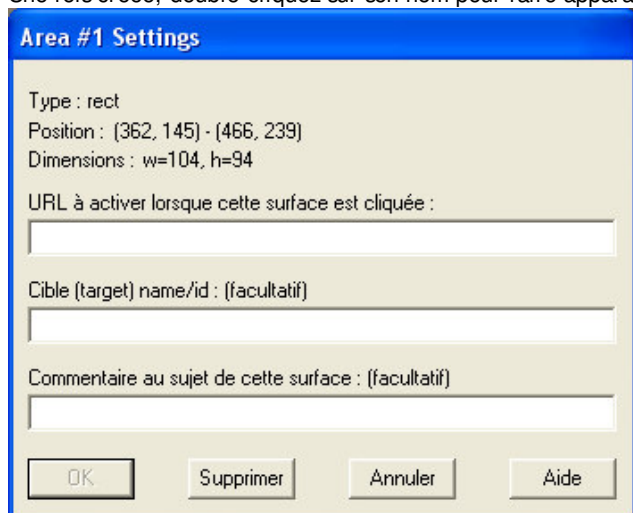 Une fois créée, double-cliquez sur son nom pour faire appara
Area #1 Settings
Type : rect
Position : (362, 145) - (466, 239)
Dimensions : w=104, h=94
URL à activer lorsque cette surface est cliquée :
Cible (target) name/id : (facultatif)
Commentaire au sujet de cette surface : (facultatif)
OK Supprimer Annuler Aide